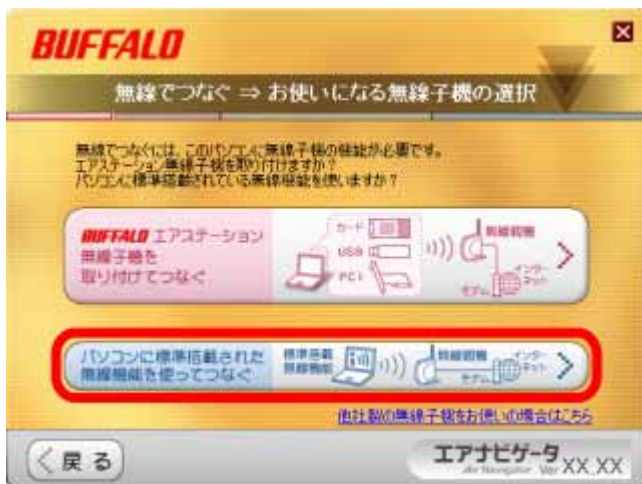 BUFFALO
無線でつなぐ ⇒ お使いになる無線子機の選択
無線でつなぐには、このパソコンに無線子機の機能が必要です。
エアステーション無線子機を取り付けますか？
パソコンに標準搭載されている無線機能を使いますか？
BUFFALO エアステーション
無線子機を
取り付けてつなぐ
カード
USB
PCI
無線親機
インターネット
モデム
パソコンに標準搭載された
無線機能を使ってつなぐ
標準搭載
無線機能
無線親機
インターネット
モデム
他社製の無線子機をお使いの場合はこちら
戻る
エアナビゲータ
Air Navigator Ver XX.XX